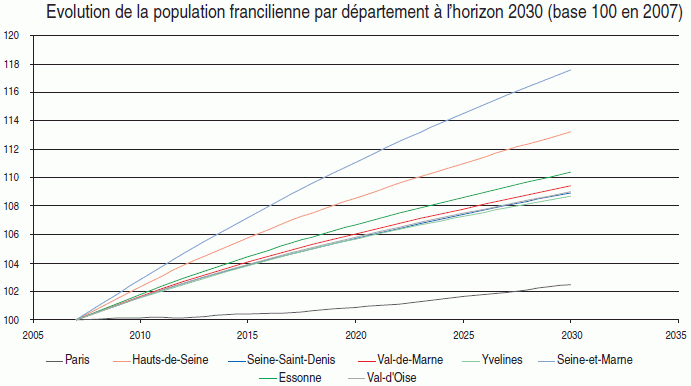 Evolution de la population francilienne par département à l'horizon 2030 (base 100 en 2007)
120
118
116
114
112
110
108
106
104
102
100
2005 2010 2015 2020 2025 2030 2035
Paris Hauts-de-Seine Seine-Saint-Denis Val-de-Marne Yvelines Seine-et-Marne
Essonne Val-d'Oise